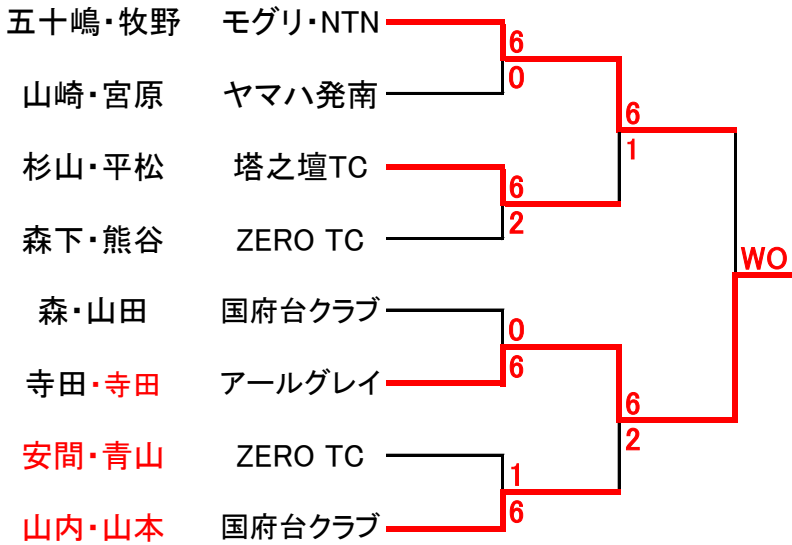 五十嶋・牧野 モグリ・NTN
6
0
山崎・宮原 ヤマハ発南
6
1
杉山・平松 塔之壇TC
6
2
森下・熊谷 ZERO TC
WO
森・山田 国府台クラブ
0
6
寺田・寺田 アールグレイ
6
2
安間・青山 ZERO TC
1
6
山内・山本 国府台クラブ